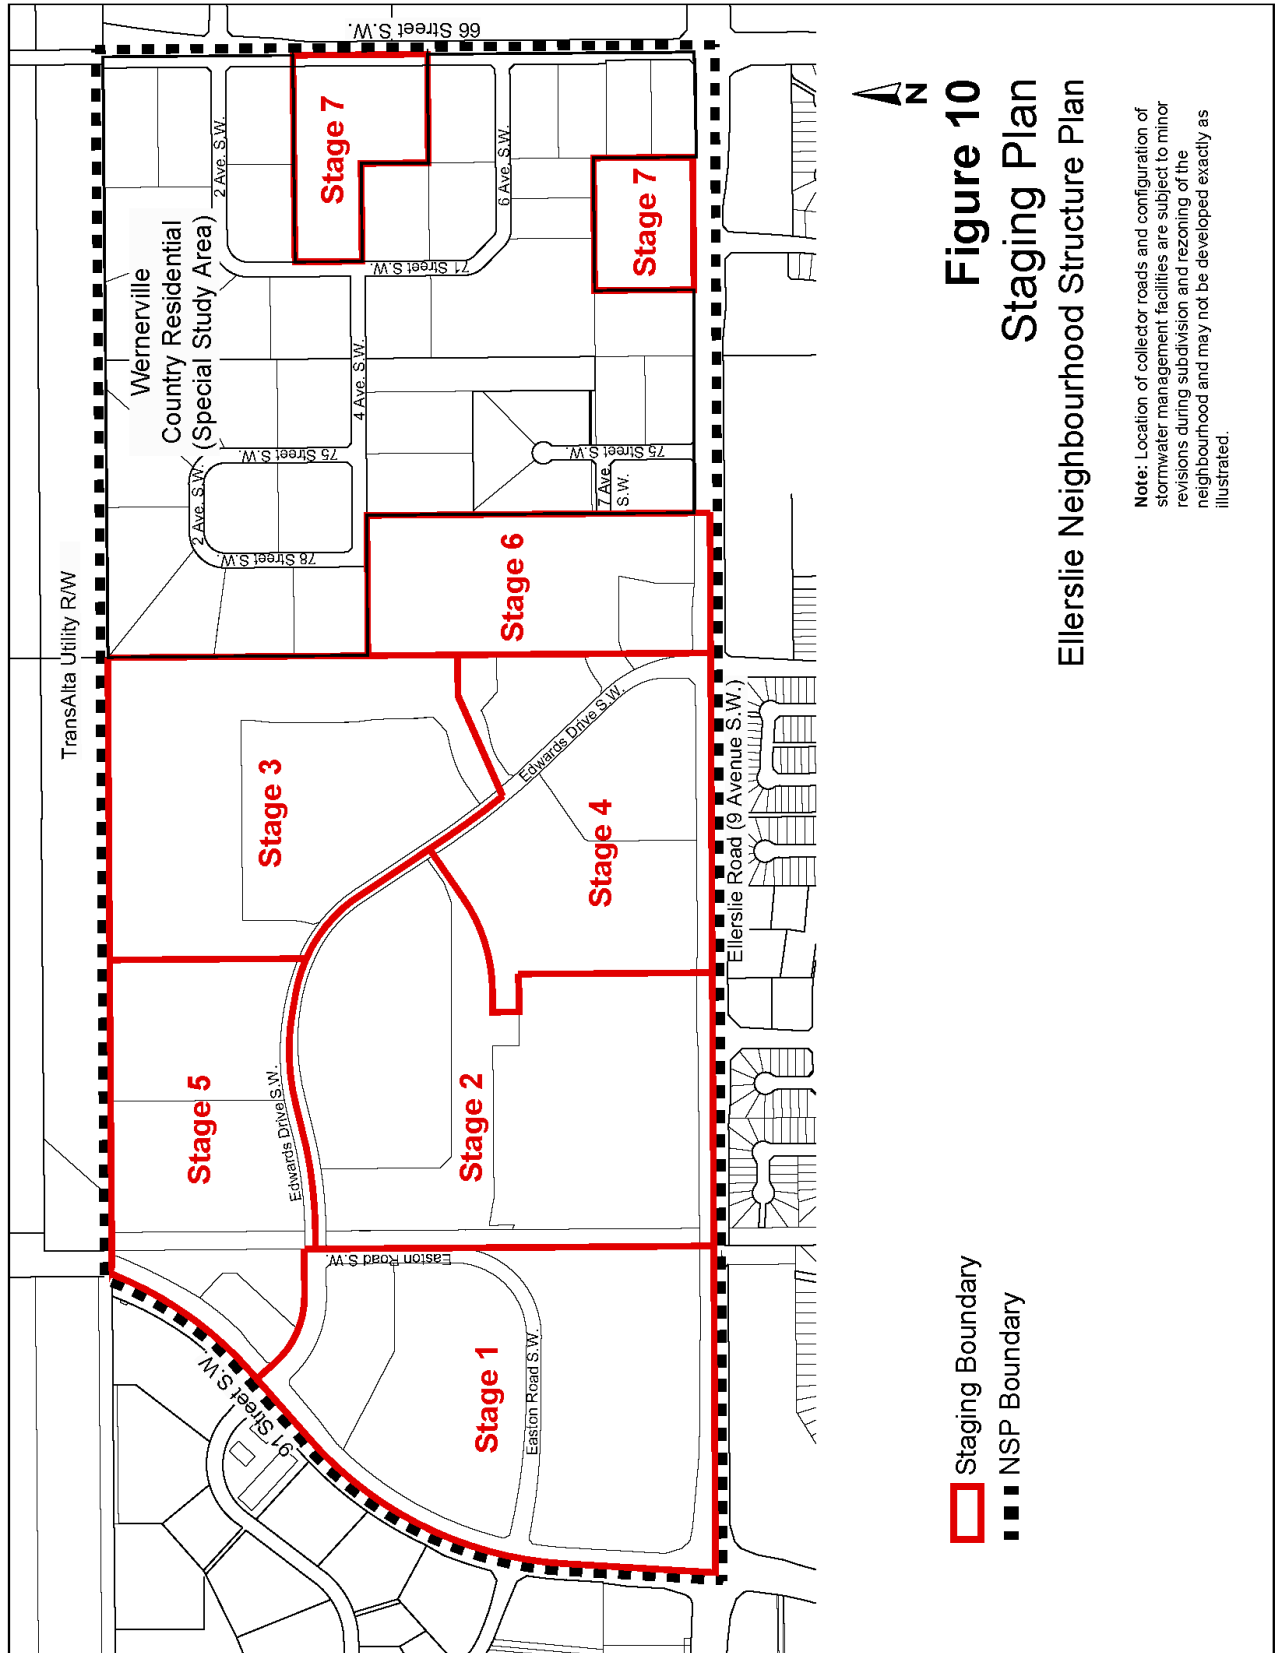 TransAlta Utility R/W
91 Street S.W.
Stage 1
Easton Road S.W.
Easton Road S.W.
Stage 5
Edwards Drive S.W.
Stage 2
Stage 3
Edwards Drive S.W.
Stage 4
Stage 6
Ellerslie Road (9 Avenue S.W.)
Wernerville
Country Residential
(Special Study Area)
2 Ave. S.W.
78 Street S.W.
75 Street S.W.
4 Ave. S.W.
7 Ave.
S.W.
75 Street S.W.
2 Ave. S.W.
71 Street S.W.
6 Ave. S.W.
Stage 7
Stage 7
66 Street S.W.
N
Figure 10
Staging Plan
Ellerslie Neighbourhood Structure Plan
Staging Boundary
NSP Boundary
Note: Location of collector roads and configuration of
stormwater management facilities are subject to minor
revisions during subdivision and rezoning of the
neighbourhood and may not be developed exactly as
illustrated.